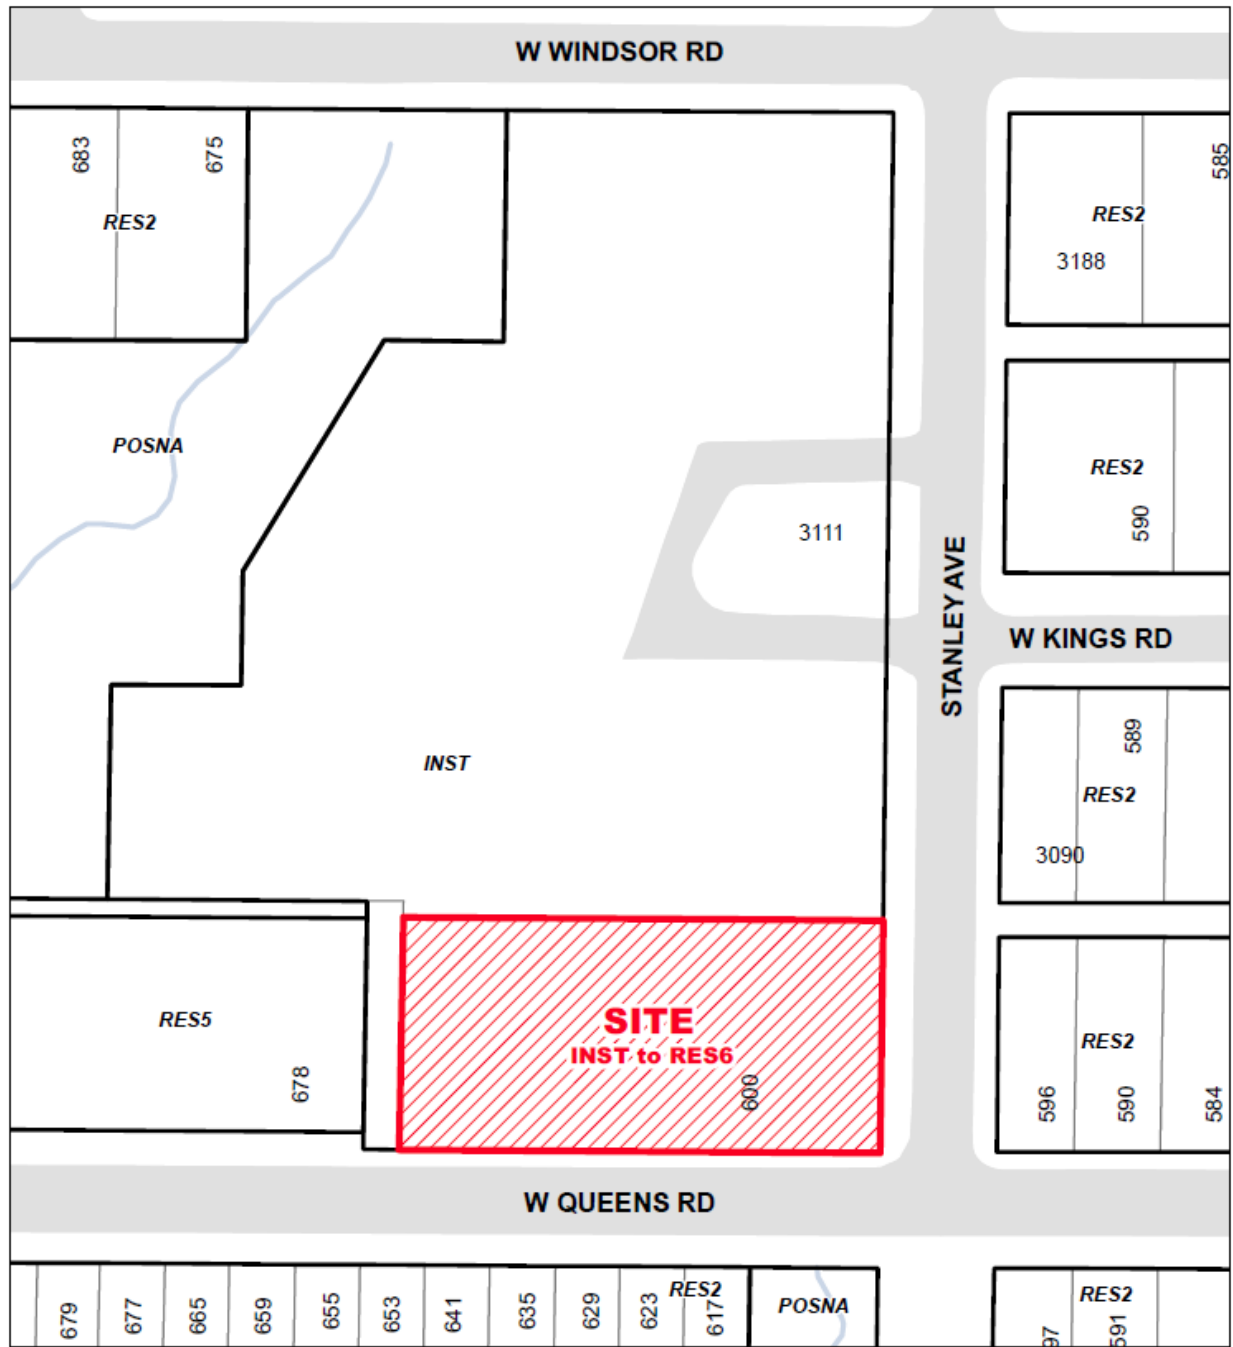 W WINDSOR RD
683
675
585
RES2
RES2
3188
POSNA
RES2
590
3111
STANLEY AVE
W KINGS RD
589
INST
RES2
3090
RES5
SITE
INST to RES6
RES2
678
600
596
590
584
W QUEENS RD
RES2
POSNA
RES2
679
677
665
659
655
653
641
635
629
623
617
97
591